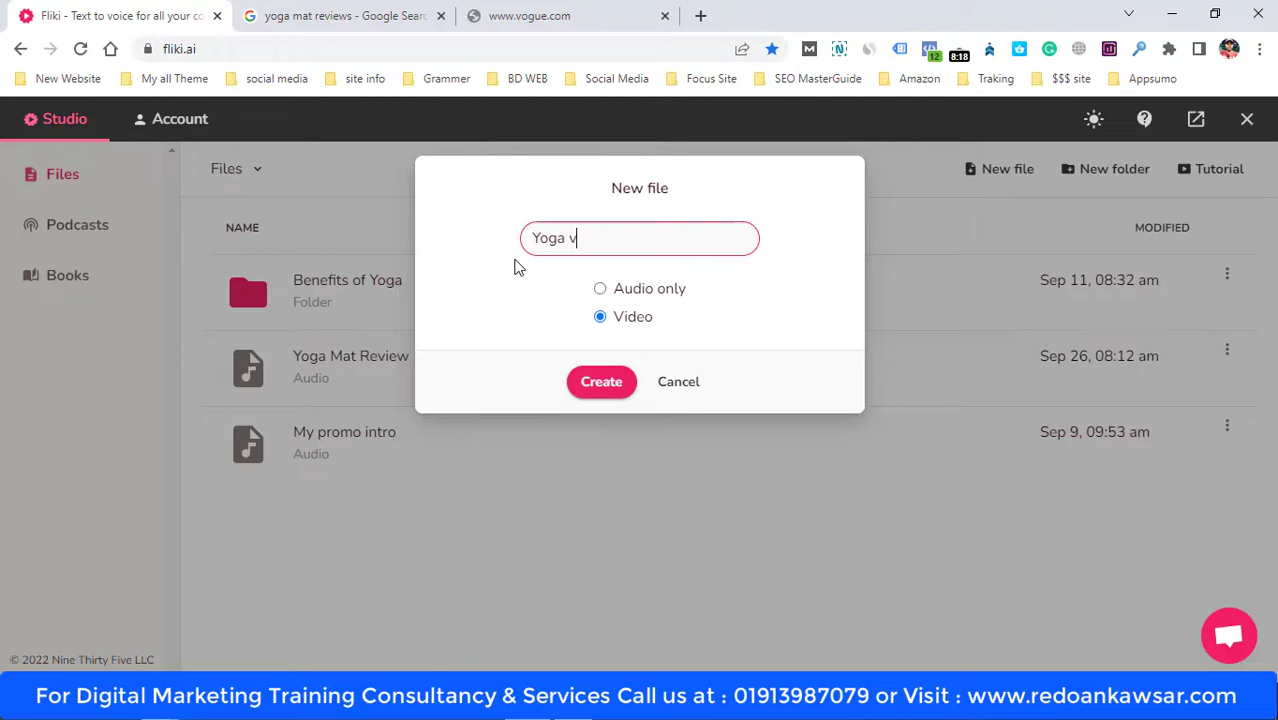 Fliki - Text to voice for all your co
yoga mat reviews - Google Sear
www.vogue.com
fliki.ai
12
8:18
New Website
My all Theme
social media
site info
Grammer
BD WEB
Social Media
Focus Site
SEO MasterGuide
Amazon
Traking
$$$ site
Appsumo
Studio
Account
Files
Podcasts
Books
Files
New file
New folder
Tutorial
NAME
MODIFIED
Benefits of Yoga
Folder
Sep 11, 08:32 am
Yoga Mat Review
Audio
Sep 26, 08:12 am
My promo intro
Audio
Sep 9, 09:53 am
New file
Yoga v
Audio only
Video
Create
Cancel
© 2022 Nine Thirty Five LLC
For Digital Marketing Training Consultancy & Services Call us at : 01913987079 or Visit : www.redoankawsar.com